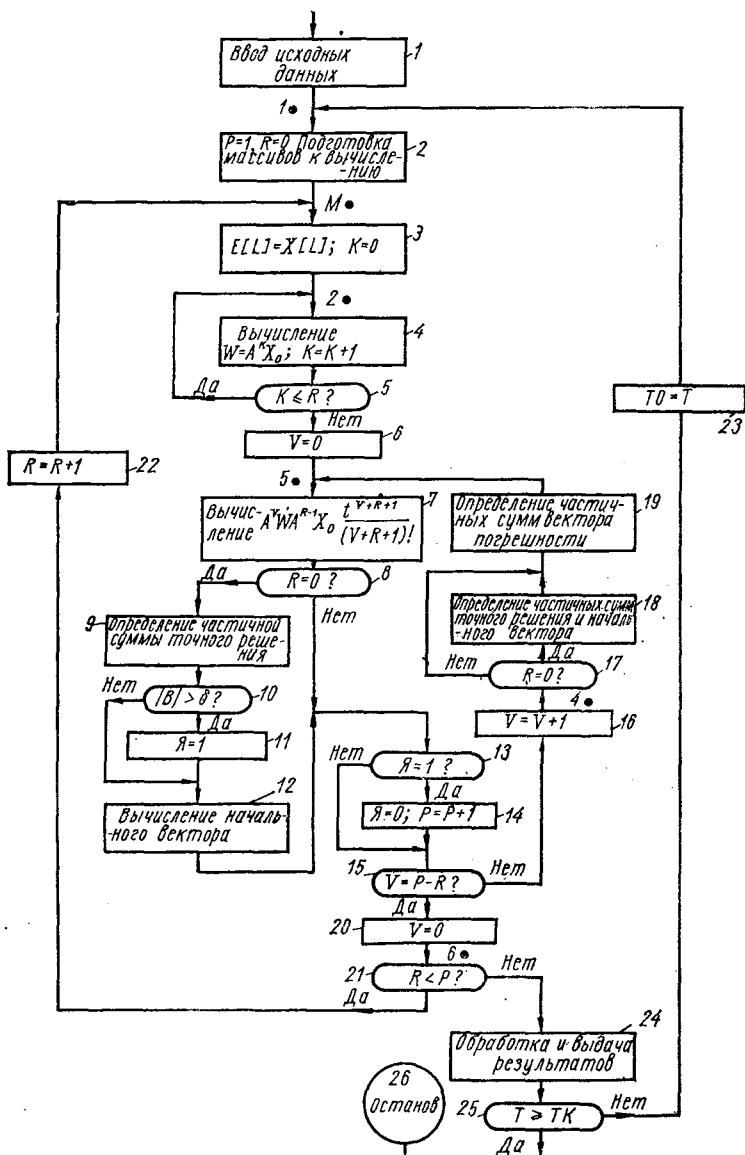 Ввод исходных
данных
1
1
P=1, R=0 Подготовка
массивов к вычисле-
-нию
2
M
E[L]=X[L]; K=0
3
2
Вычисление
W=AᴷX₀; K=K+1
4
K ≤ R ?
5
Да
Нет
V=0
6
5
Вычис-
ление AⱽWAᴿ⁻¹X₀ t^(V+R+1)/(V+R+1)!
7
R=0 ?
8
Да
Нет
9
Определение частичной
суммы точного реше-
ния
Нет
|B| > δ ?
10
Да
Я=1
11
12
Вычисление началь-
-ного вектора
Нет
Я=1 ?
13
Да
Я=0; P=P+1
14
15
V=P-R ?
Нет
Да
20
V=0
6
21
R<P ?
Нет
Да
4
V=V+1
16
R=0?
17
Нет
Да
Определение частичных сумм
точного решения и началь-
-ного вектора
18
Определение частич-
ных сумм вектора
погрешности
19
R=R+1
22
T0=T
23
24
Обработка и выдача
результатов
25
T ≥ TK
Нет
Да
26
Останов